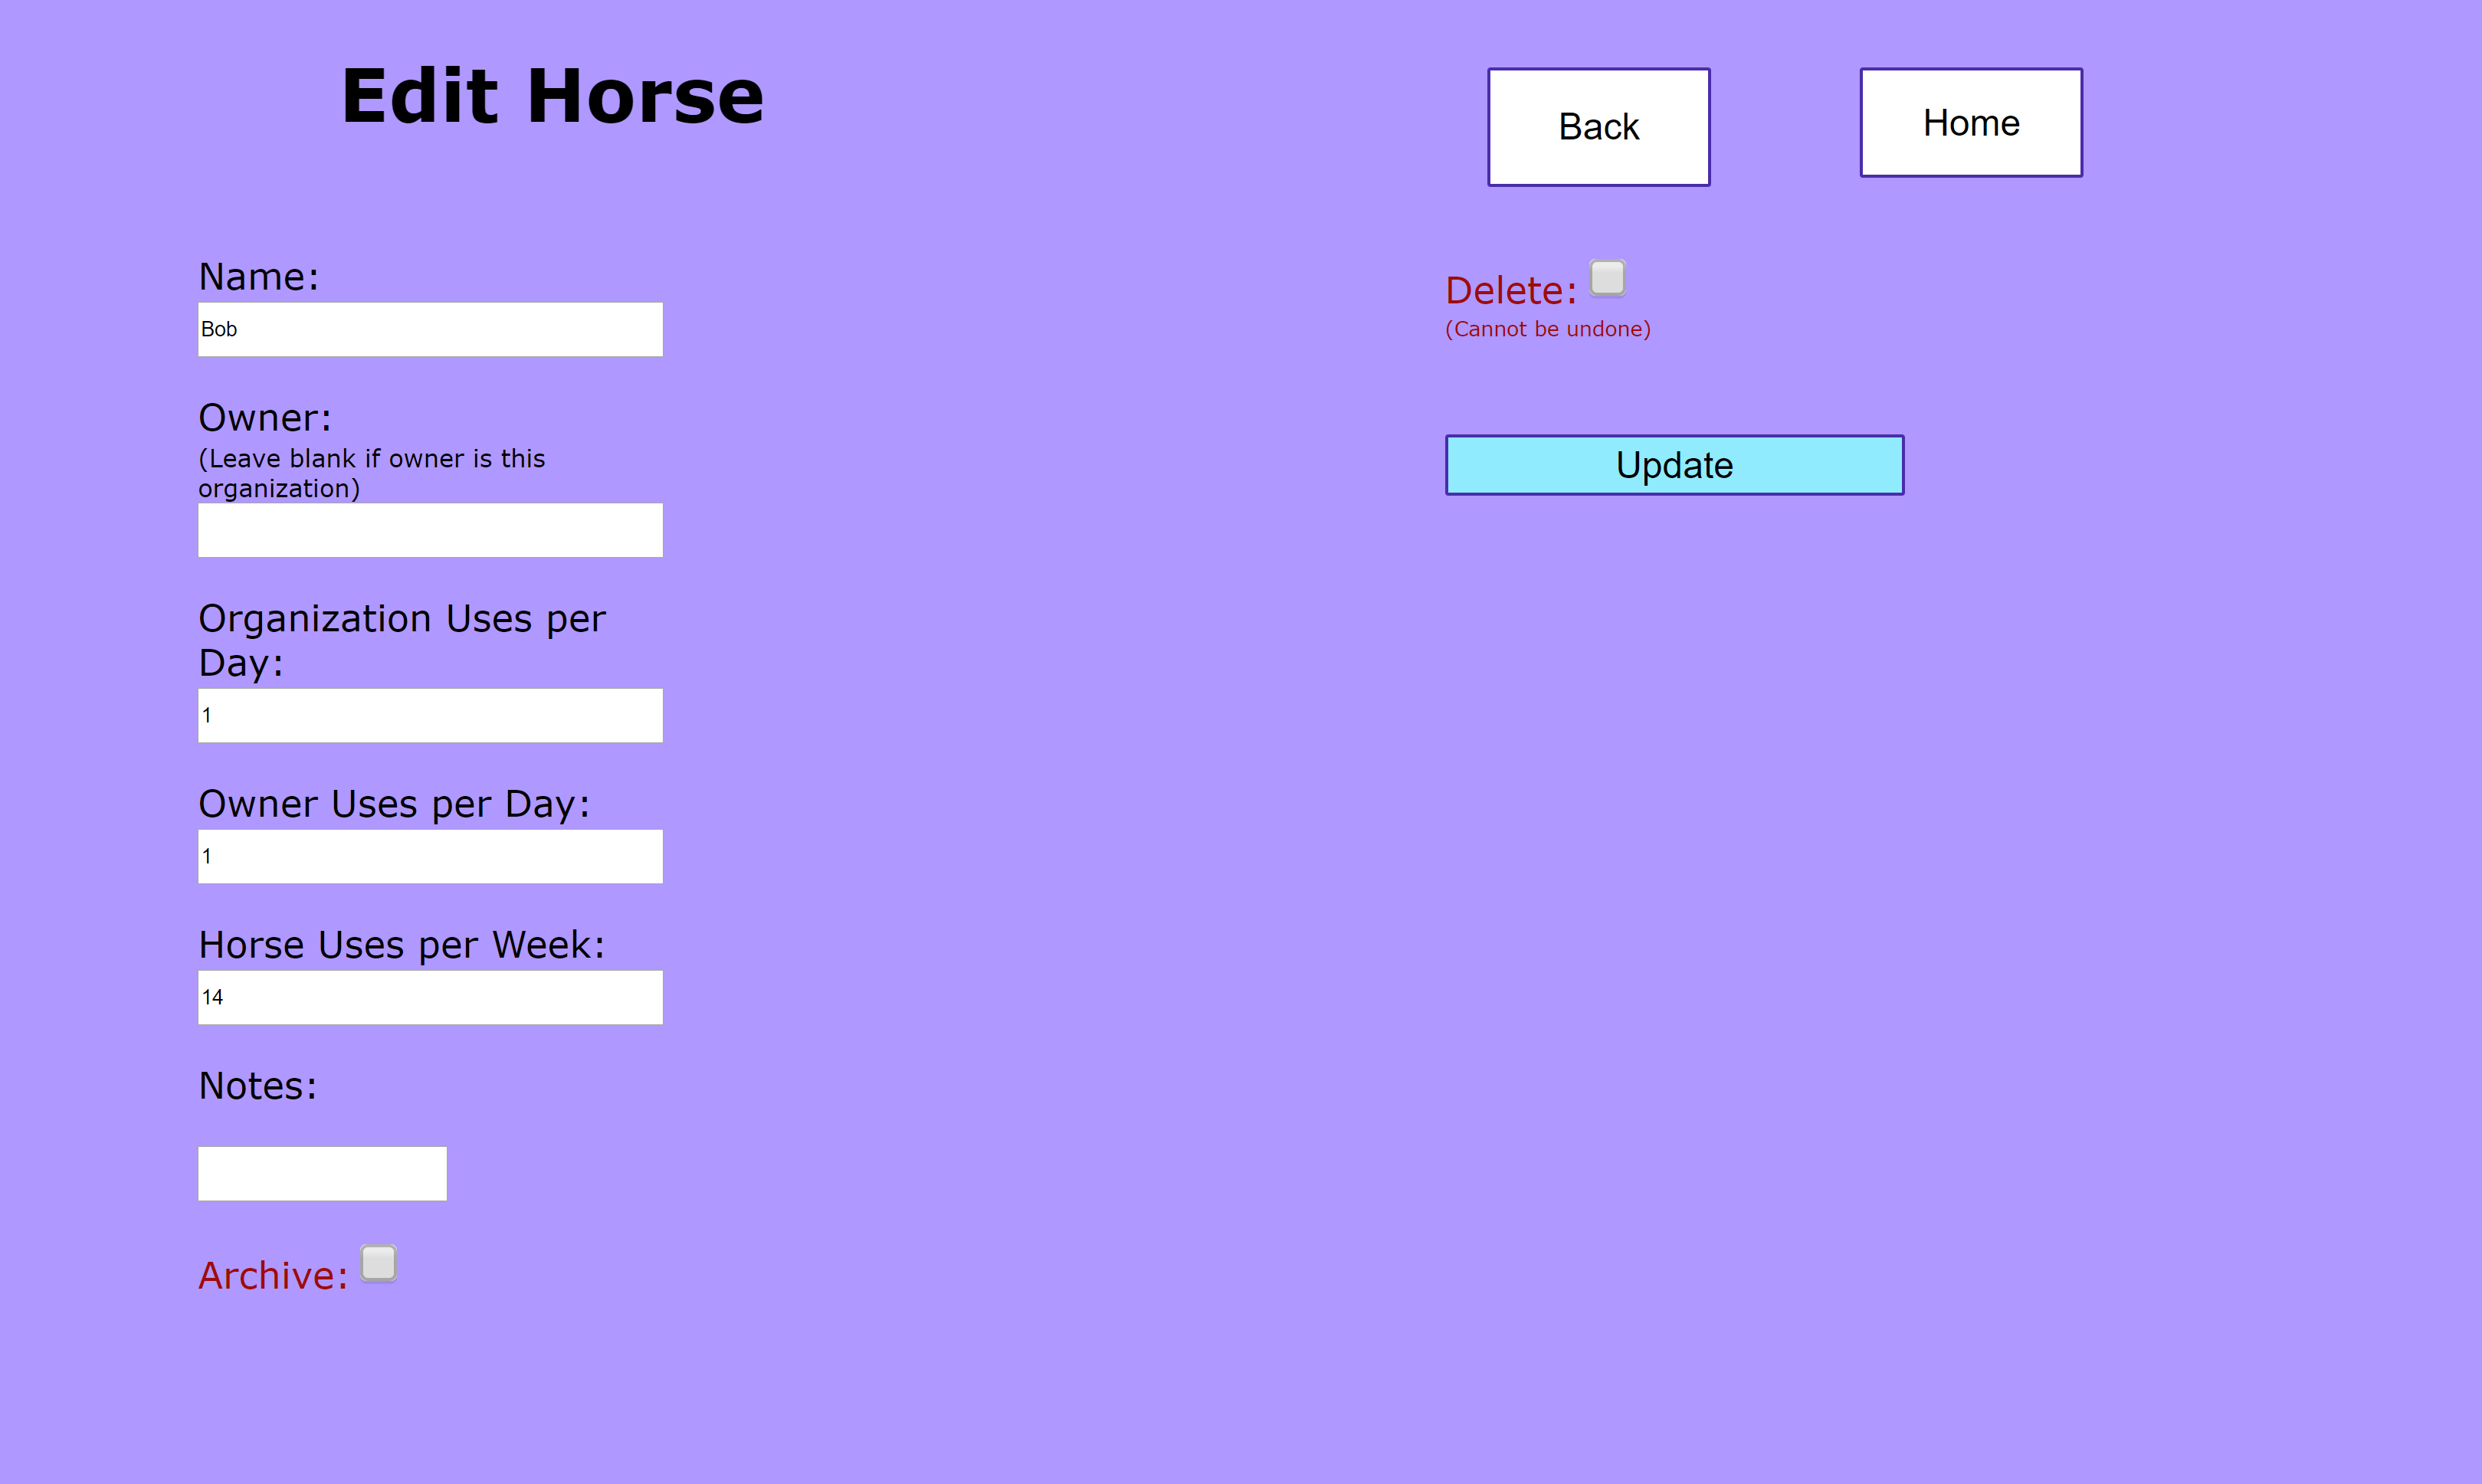 Edit Horse
Back
Home
Name:
Bob
Owner:
(Leave blank if owner is this
organization)
Organization Uses per
Day:
1
Owner Uses per Day:
1
Horse Uses per Week:
14
Notes:
Archive:
Delete:
(Cannot be undone)
Update